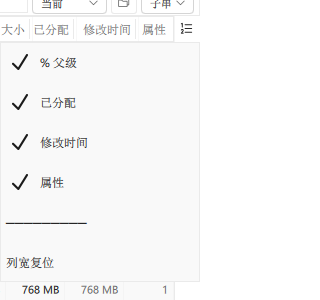 当前 子单
大小 已分配 修改时间 属性
% 父级
已分配
修改时间
属性
—————————
列宽复位
768 MB 768 MB 1